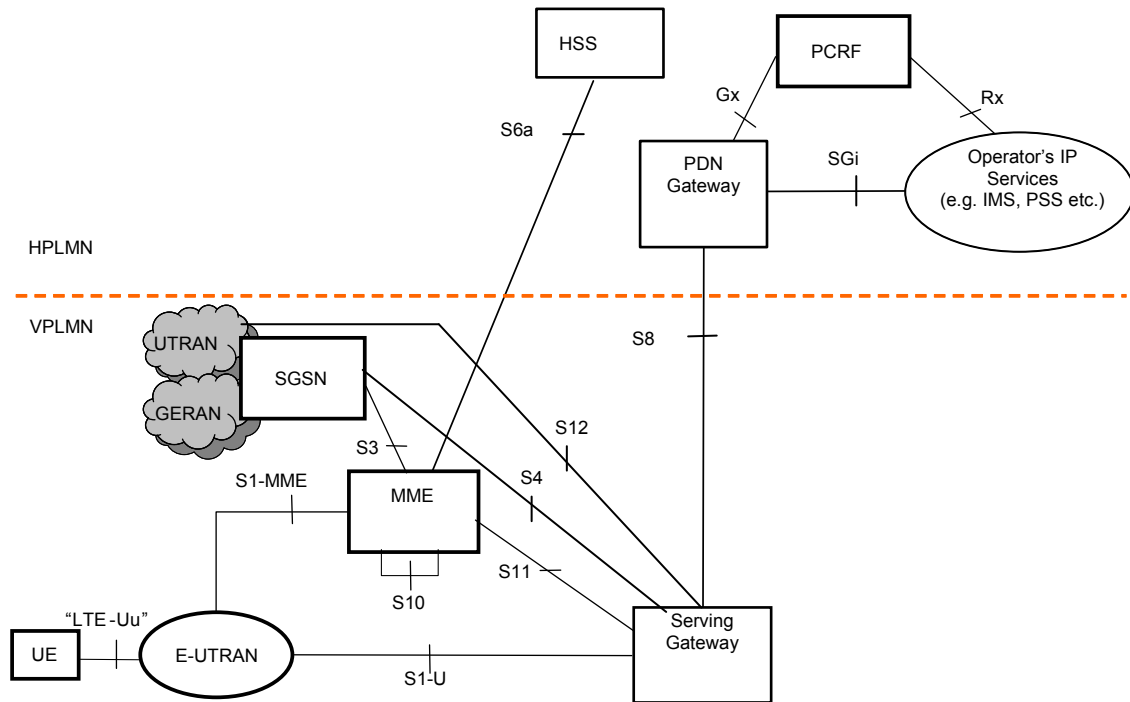 HSS
PCRF
Gx
Rx
S6a
PDN
Gateway
SGi
Operator's IP
Services
(e.g. IMS, PSS etc.)
HPLMN
VPLMN
UTRAN
S8
SGSN
GERAN
S3
S12
S4
S1-MME
MME
S11
S10
"LTE-Uu"
UE
E-UTRAN
S1-U
Serving
Gateway